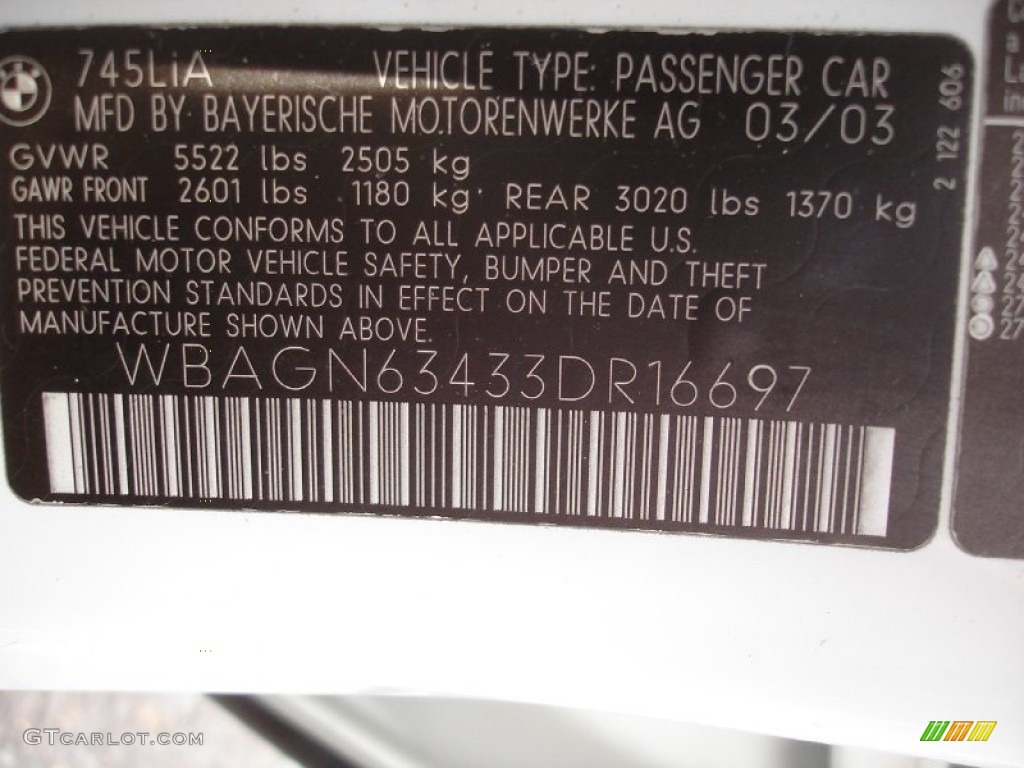 745LiA VEHICLE TYPE: PASSENGER CAR
MFD BY BAYERISCHE MOTORENWERKE AG 03/03
GVWR 5522 lbs 2505 kg
GAWR FRONT 2601 lbs 1180 kg REAR 3020 lbs 1370 kg
THIS VEHICLE CONFORMS TO ALL APPLICABLE U.S.
FEDERAL MOTOR VEHICLE SAFETY, BUMPER AND THEFT
PREVENTION STANDARDS IN EFFECT ON THE DATE OF
MANUFACTURE SHOWN ABOVE.
WBAGN63433DR16697
2 122 606
GTCARLOT.COM